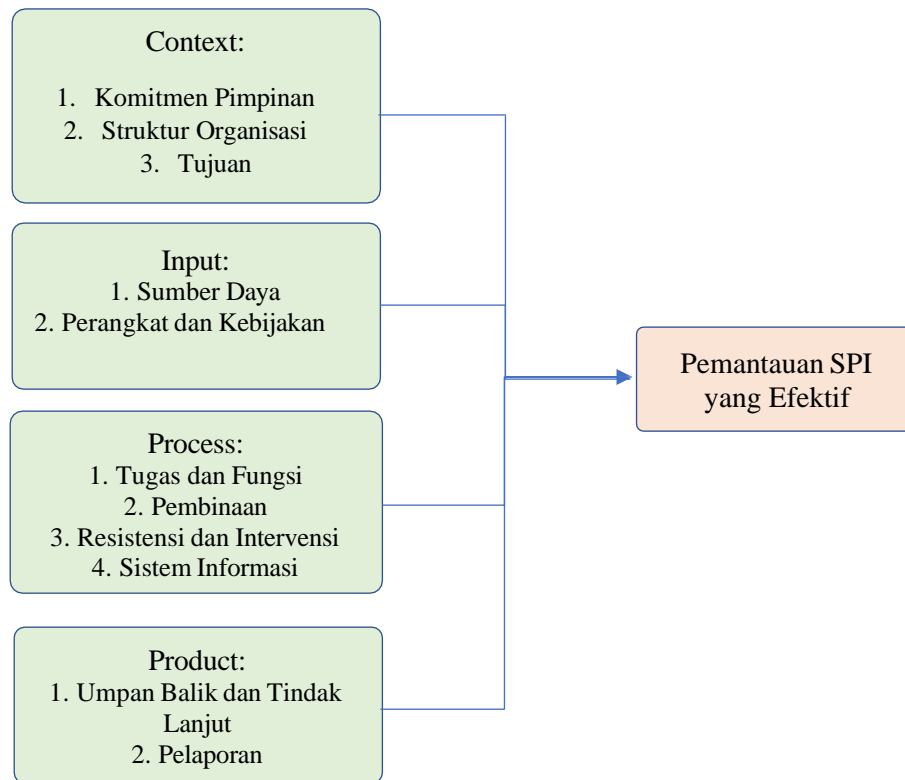 Context:
1. Komitmen Pimpinan
2. Struktur Organisasi
3. Tujuan
Input:
1. Sumber Daya
2. Perangkat dan Kebijakan
Process:
1. Tugas dan Fungsi
2. Pembinaan
3. Resistensi dan Intervensi
4. Sistem Informasi
Product:
1. Umpan Balik dan Tindak
Lanjut
2. Pelaporan
Pemantauan SPI
yang Efektif